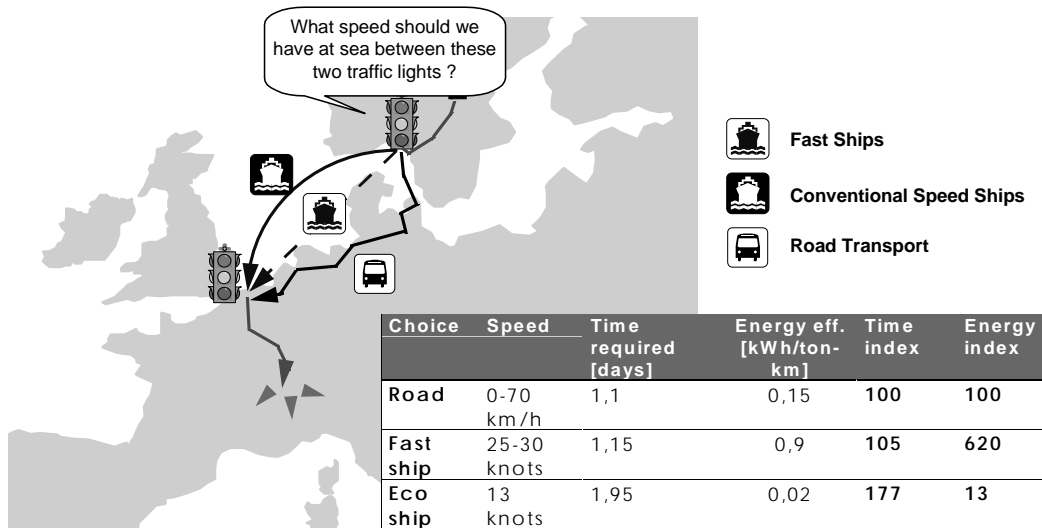 What speed should we
have at sea between these
two traffic lights ?
Fast Ships
Conventional Speed Ships
Road Transport
Choice Speed Time required [days] Energy eff. [kWh/ton-km] Time index Energy index
Road 0-70 km/h 1,1 0,15 100 100
Fast ship 25-30 knots 1,15 0,9 105 620
Eco ship 13 knots 1,95 0,02 177 13